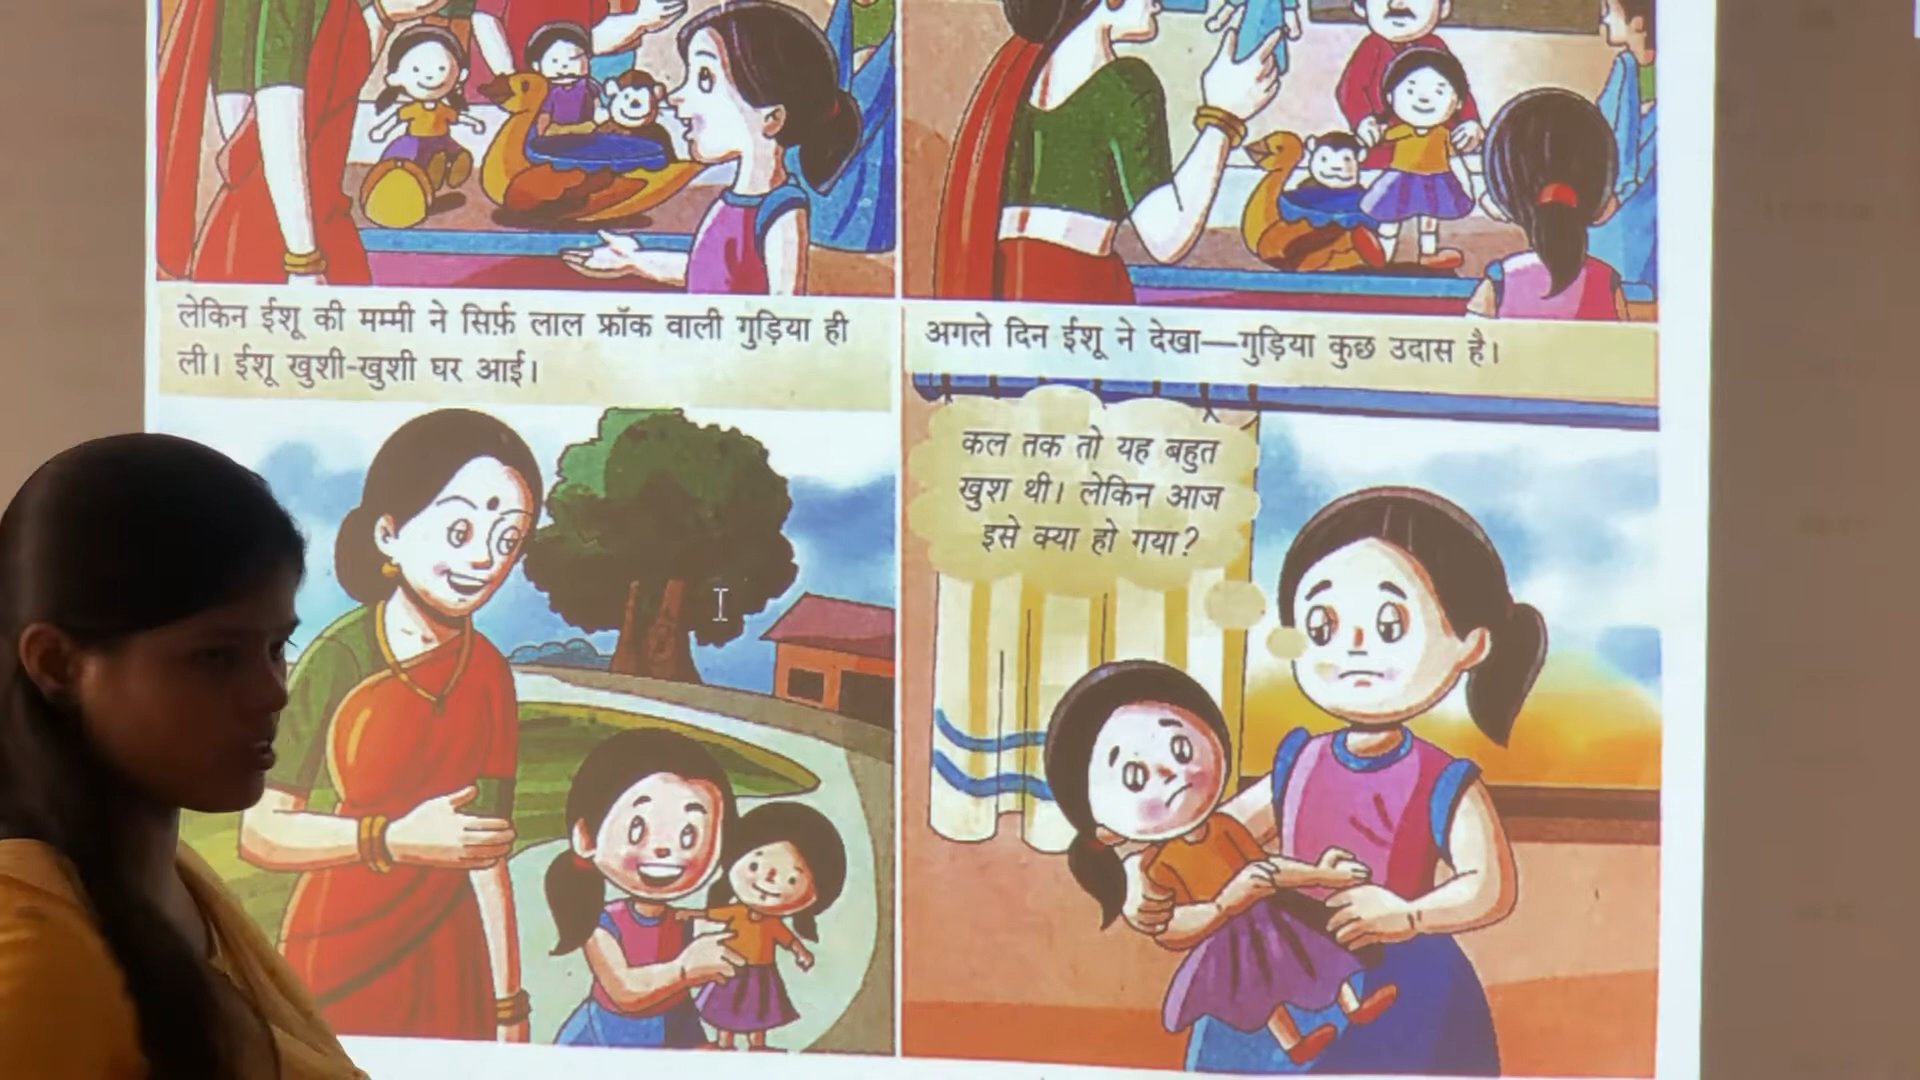 लेकिन ईशू की मम्मी ने सिर्फ़ लाल फ्रॉक वाली गुड़िया ही
ली। ईशू खुशी-खुशी घर आई।
अगले दिन ईशू ने देखा—गुड़िया कुछ उदास है।
कल तक तो यह बहुत
खुश थी। लेकिन आज
इसे क्या हो गया?